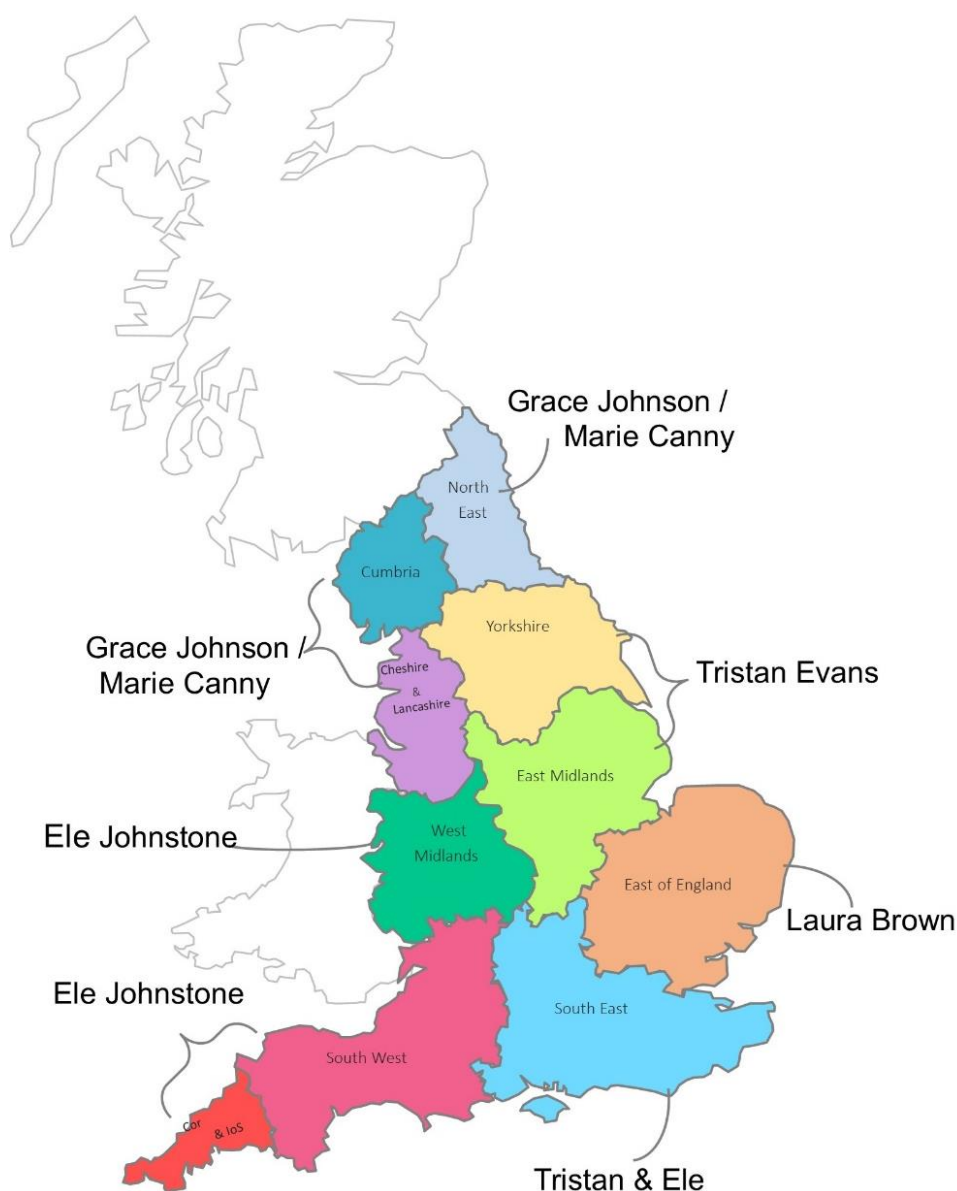 Grace Johnson /
Marie Canny
North
East
Cumbria
Yorkshire
Grace Johnson /
Marie Canny
Cheshire
&
Lancashire
Tristan Evans
East Midlands
Ele Johnstone
West
Midlands
East of England
Laura Brown
Ele Johnstone
South East
South West
Cor
& IoS
Tristan & Ele